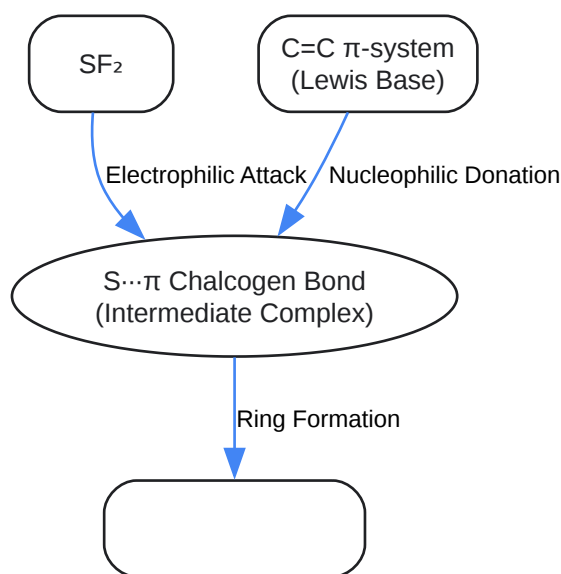 SF₂
C=C π-system
(Lewis Base)
Electrophilic Attack
Nucleophilic Donation
S···π Chalcogen Bond
(Intermediate Complex)
Ring Formation